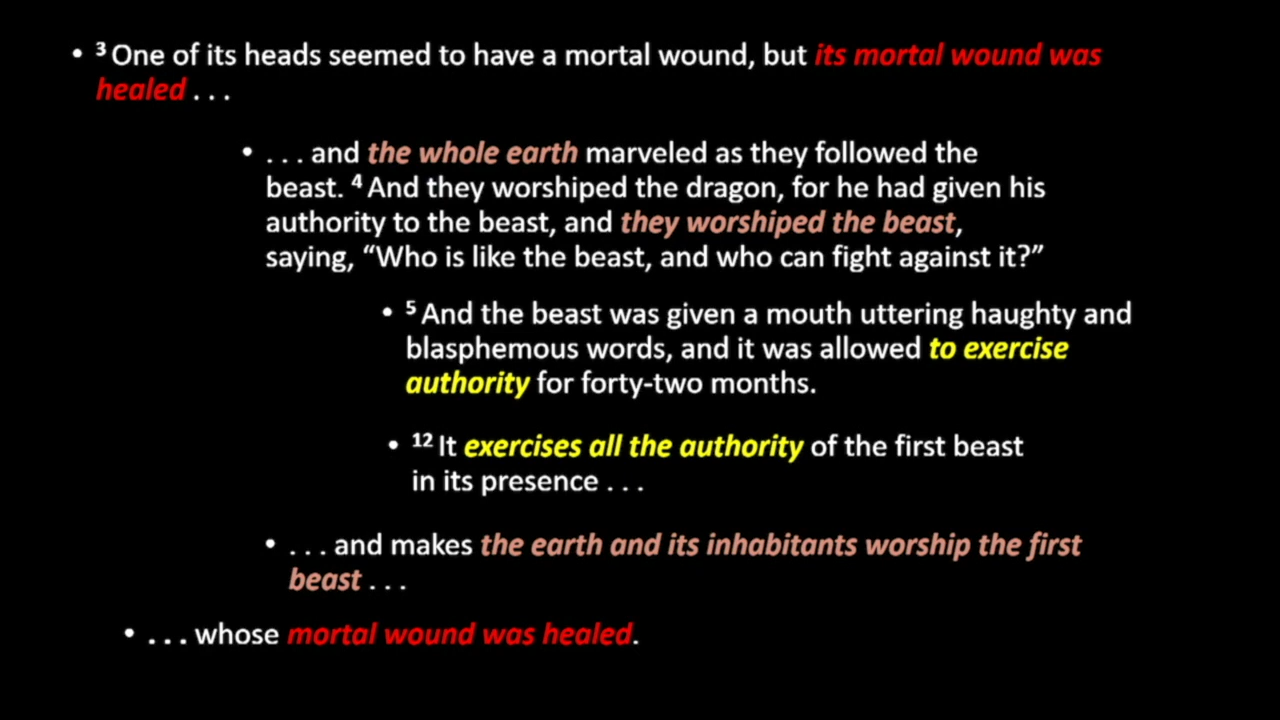 • ³ One of its heads seemed to have a mortal wound, but its mortal wound was
healed . . .
• . . . and the whole earth marveled as they followed the
beast. ⁴ And they worshiped the dragon, for he had given his
authority to the beast, and they worshiped the beast,
saying, “Who is like the beast, and who can fight against it?”
• ⁵ And the beast was given a mouth uttering haughty and
blasphemous words, and it was allowed to exercise
authority for forty-two months.
• ¹² It exercises all the authority of the first beast
in its presence . . .
• . . . and makes the earth and its inhabitants worship the first
beast . . .
• . . . whose mortal wound was healed.